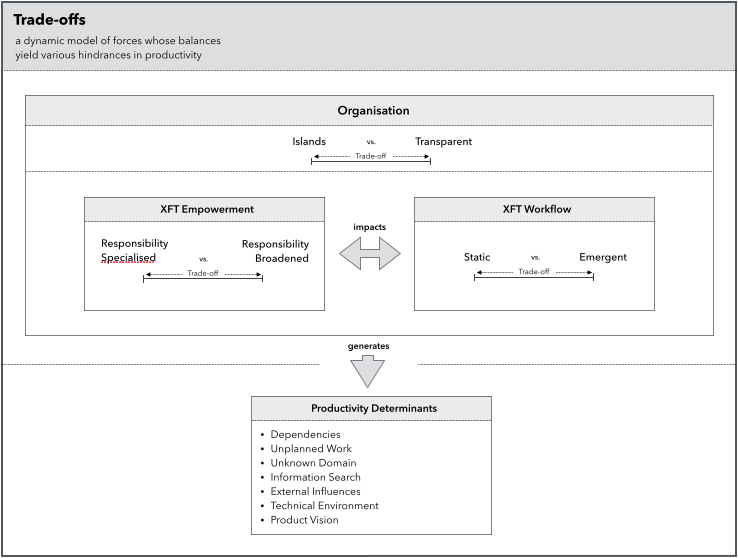 Trade-offs
a dynamic model of forces whose balances
yield various hindrances in productivity
Organisation
Islands vs. Transparent
Trade-off
XFT Empowerment
Responsibility Specialised vs. Responsibility Broadened
Trade-off
impacts
XFT Workflow
Static vs. Emergent
Trade-off
generates
Productivity Determinants
• Dependencies
• Unplanned Work
• Unknown Domain
• Information Search
• External Influences
• Technical Environment
• Product Vision